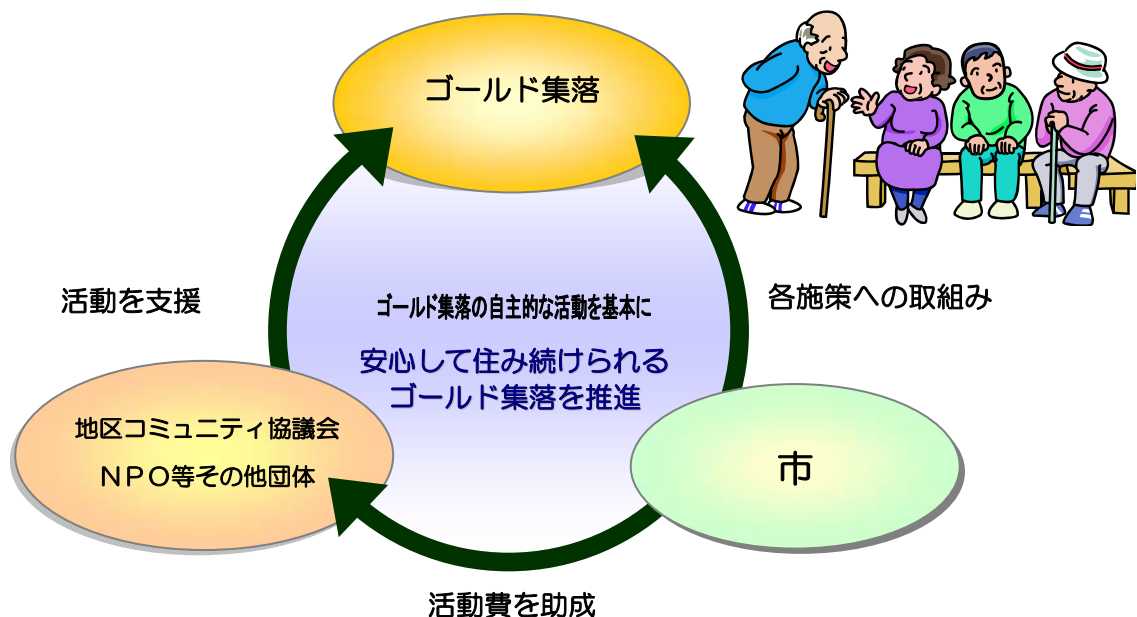 ゴールド集落
活動を支援
各施策への取組み
ゴールド集落の自主的な活動を基本に
安心して住み続けられる
ゴールド集落を推進
地区コミュニティ協議会
ＮＰＯ等その他団体
市
活動費を助成